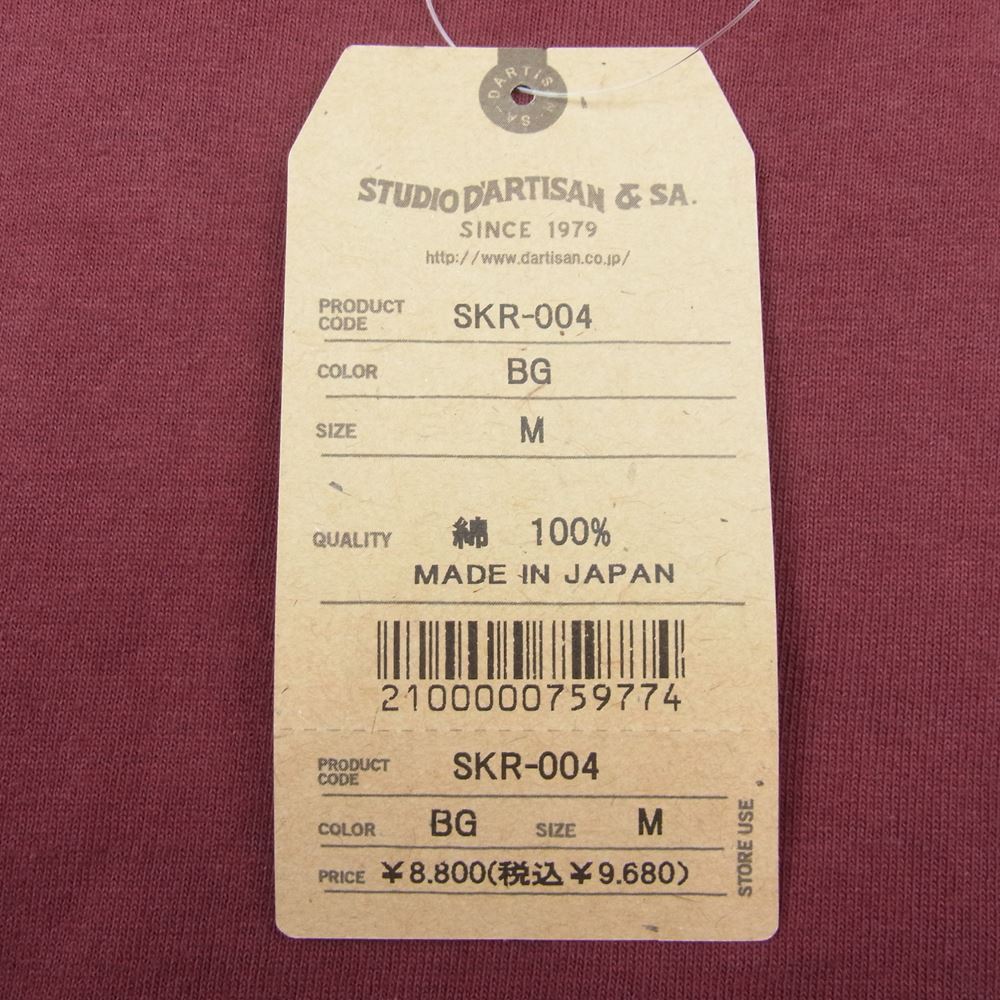 DARTISAN-SA-
STUDIO D'ARTISAN & SA.
SINCE 1979
http://www.dartisan.co.jp/
PRODUCT CODE SKR-004
COLOR BG
SIZE M
QUALITY 綿 100%
MADE IN JAPAN
2100000759774
PRODUCT CODE SKR-004
COLOR BG SIZE M
PRICE ¥8.800(税込¥9.680)
STORE USE